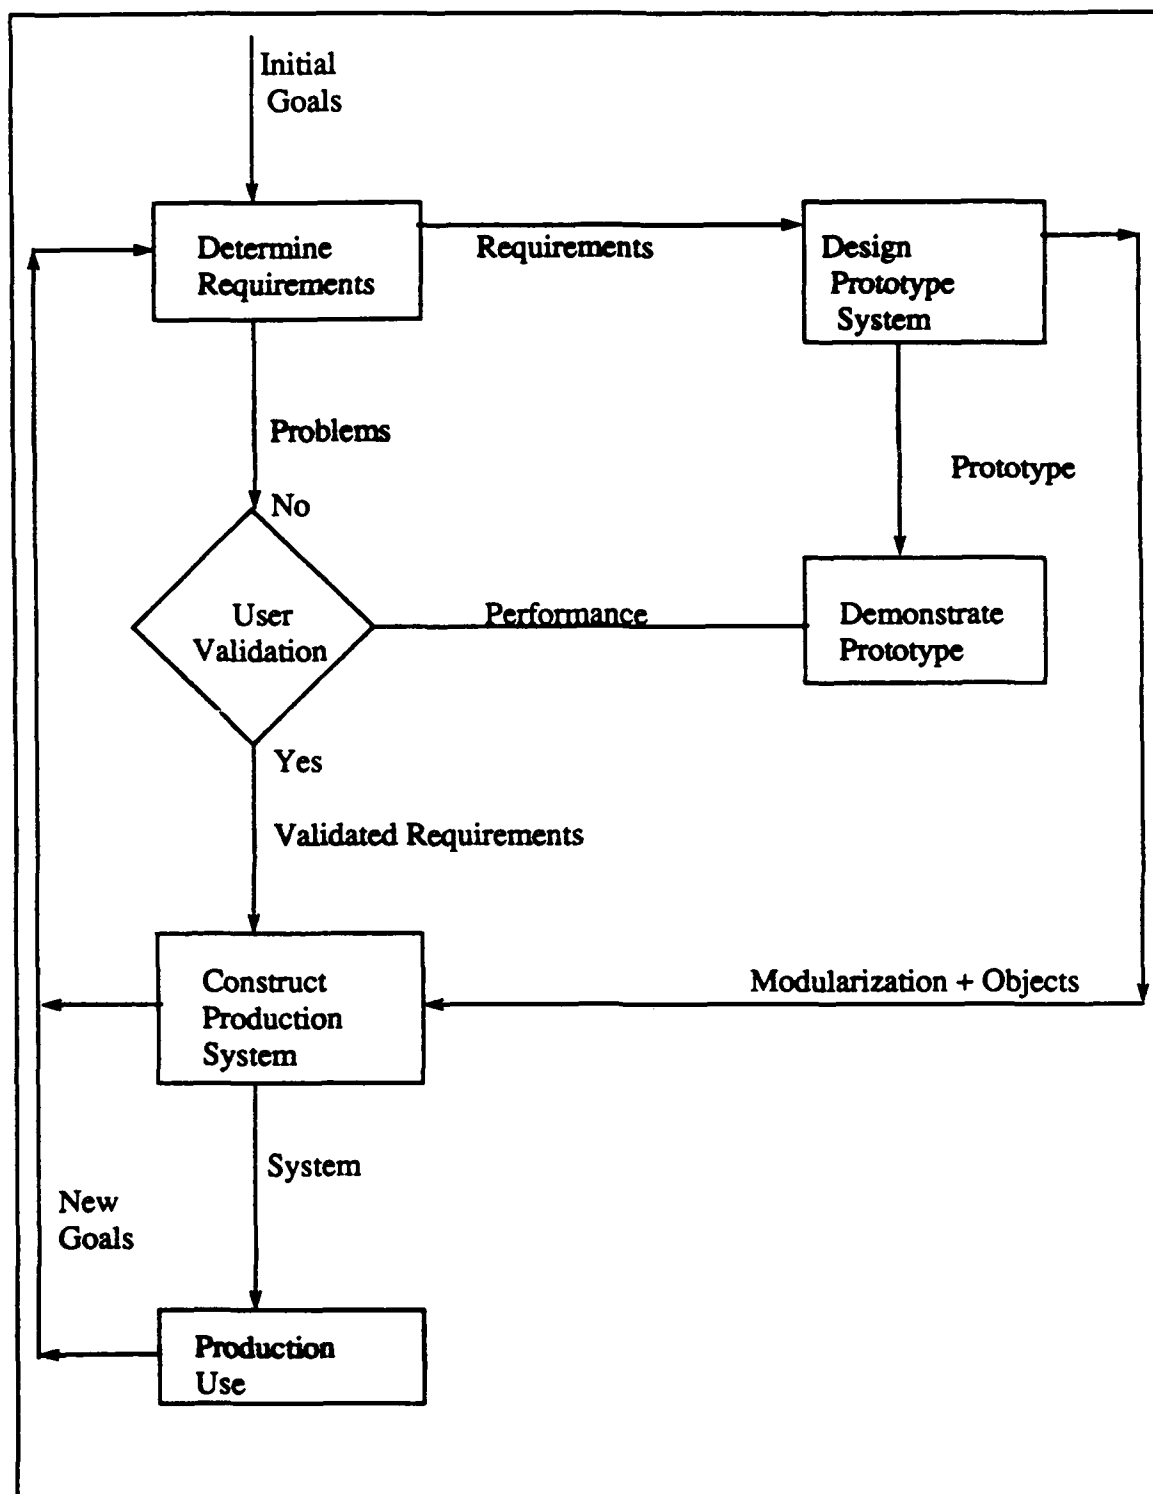 Initial
Goals
Determine
Requirements
Requirements
Design
Prototype
System
Problems
Prototype
No
User
Validation
Performance
Demonstrate
Prototype
Yes
Validated Requirements
Construct
Production
System
Modularization + Objects
System
New
Goals
Production
Use